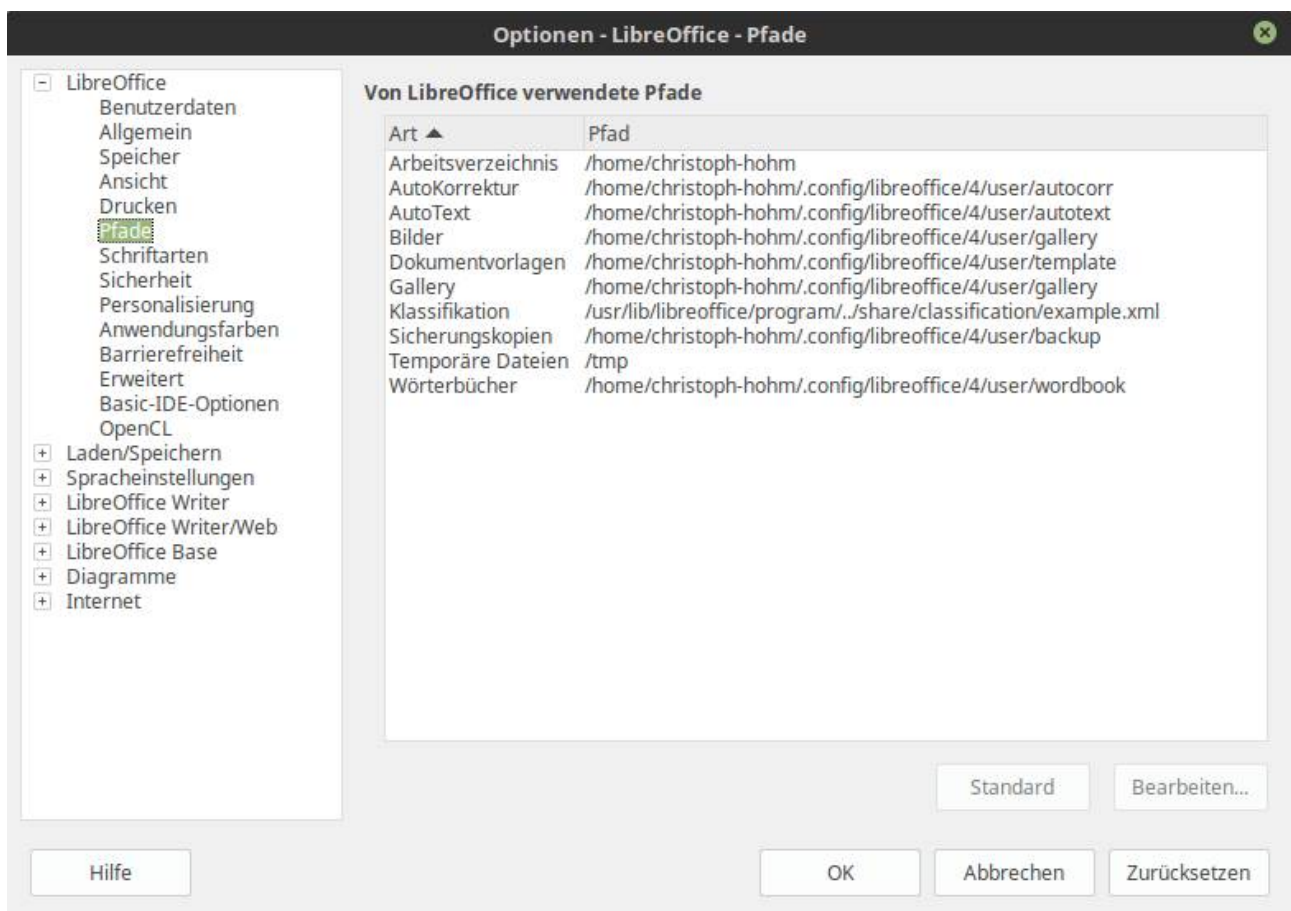 Optionen - LibreOffice - Pfade
LibreOffice
Benutzerdaten
Allgemein
Speicher
Ansicht
Drucken
Pfade
Schriftarten
Sicherheit
Personalisierung
Anwendungsfarben
Barrierefreiheit
Erweitert
Basic-IDE-Optionen
OpenCL
Laden/Speichern
Spracheinstellungen
LibreOffice Writer
LibreOffice Writer/Web
LibreOffice Base
Diagramme
Internet
Von LibreOffice verwendete Pfade
Art Pfad
Arbeitsverzeichnis /home/christoph-hohm
AutoKorrektur /home/christoph-hohm/.config/libreoffice/4/user/autocorr
AutoText /home/christoph-hohm/.config/libreoffice/4/user/autotext
Bilder /home/christoph-hohm/.config/libreoffice/4/user/gallery
Dokumentvorlagen /home/christoph-hohm/.config/libreoffice/4/user/template
Gallery /home/christoph-hohm/.config/libreoffice/4/user/gallery
Klassifikation /usr/lib/libreoffice/program/../share/classification/example.xml
Sicherungskopien /home/christoph-hohm/.config/libreoffice/4/user/backup
Temporäre Dateien /tmp
Wörterbücher /home/christoph-hohm/.config/libreoffice/4/user/wordbook
Standard Bearbeiten...
Hilfe OK Abbrechen Zurücksetzen